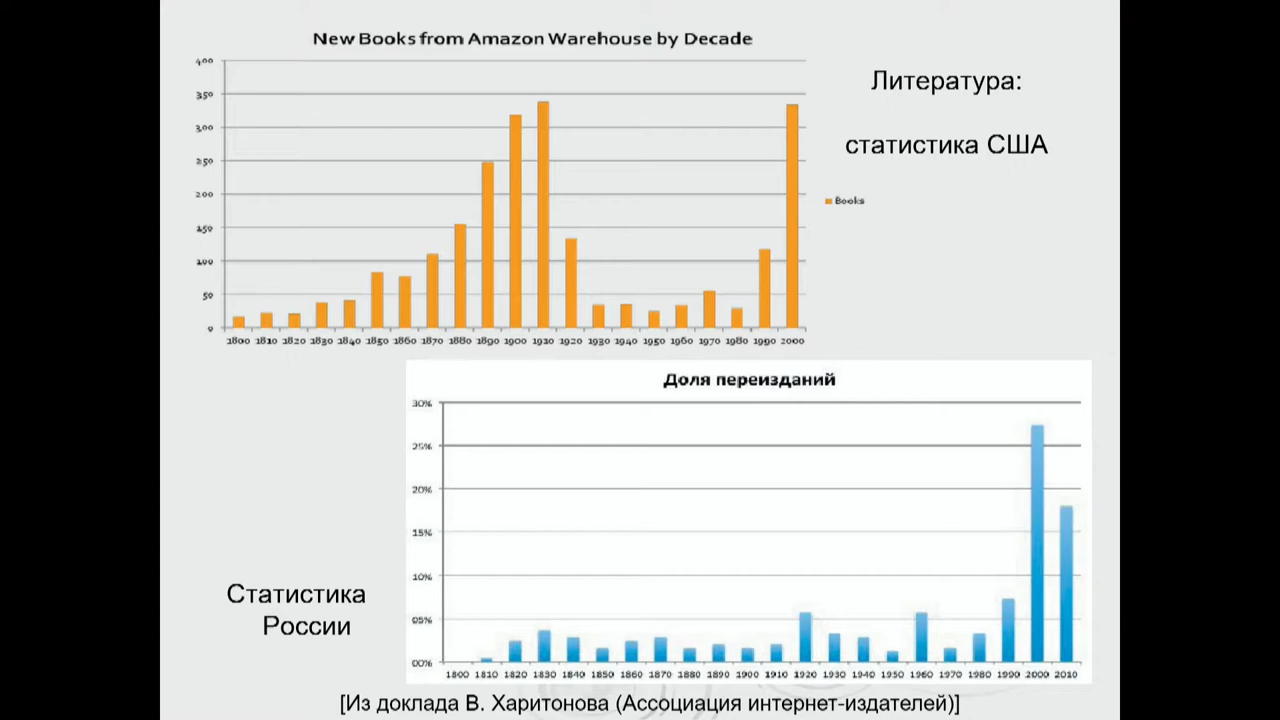 New Books from Amazon Warehouse by Decade
400
350
300
250
200
150
100
50
0
1800 1810 1820 1830 1840 1850 1860 1870 1880 1890 1900 1910 1920 1930 1940 1950 1960 1970 1980 1990 2000
Books
Литература:
статистика США
Доля переизданий
30%
25%
20%
15%
10%
05%
00%
1800 1810 1820 1830 1840 1850 1860 1870 1880 1890 1900 1910 1920 1930 1940 1950 1960 1970 1980 1990 2000 2010
Статистика
России
[Из доклада В. Харитонова (Ассоциация интернет-издателей)]